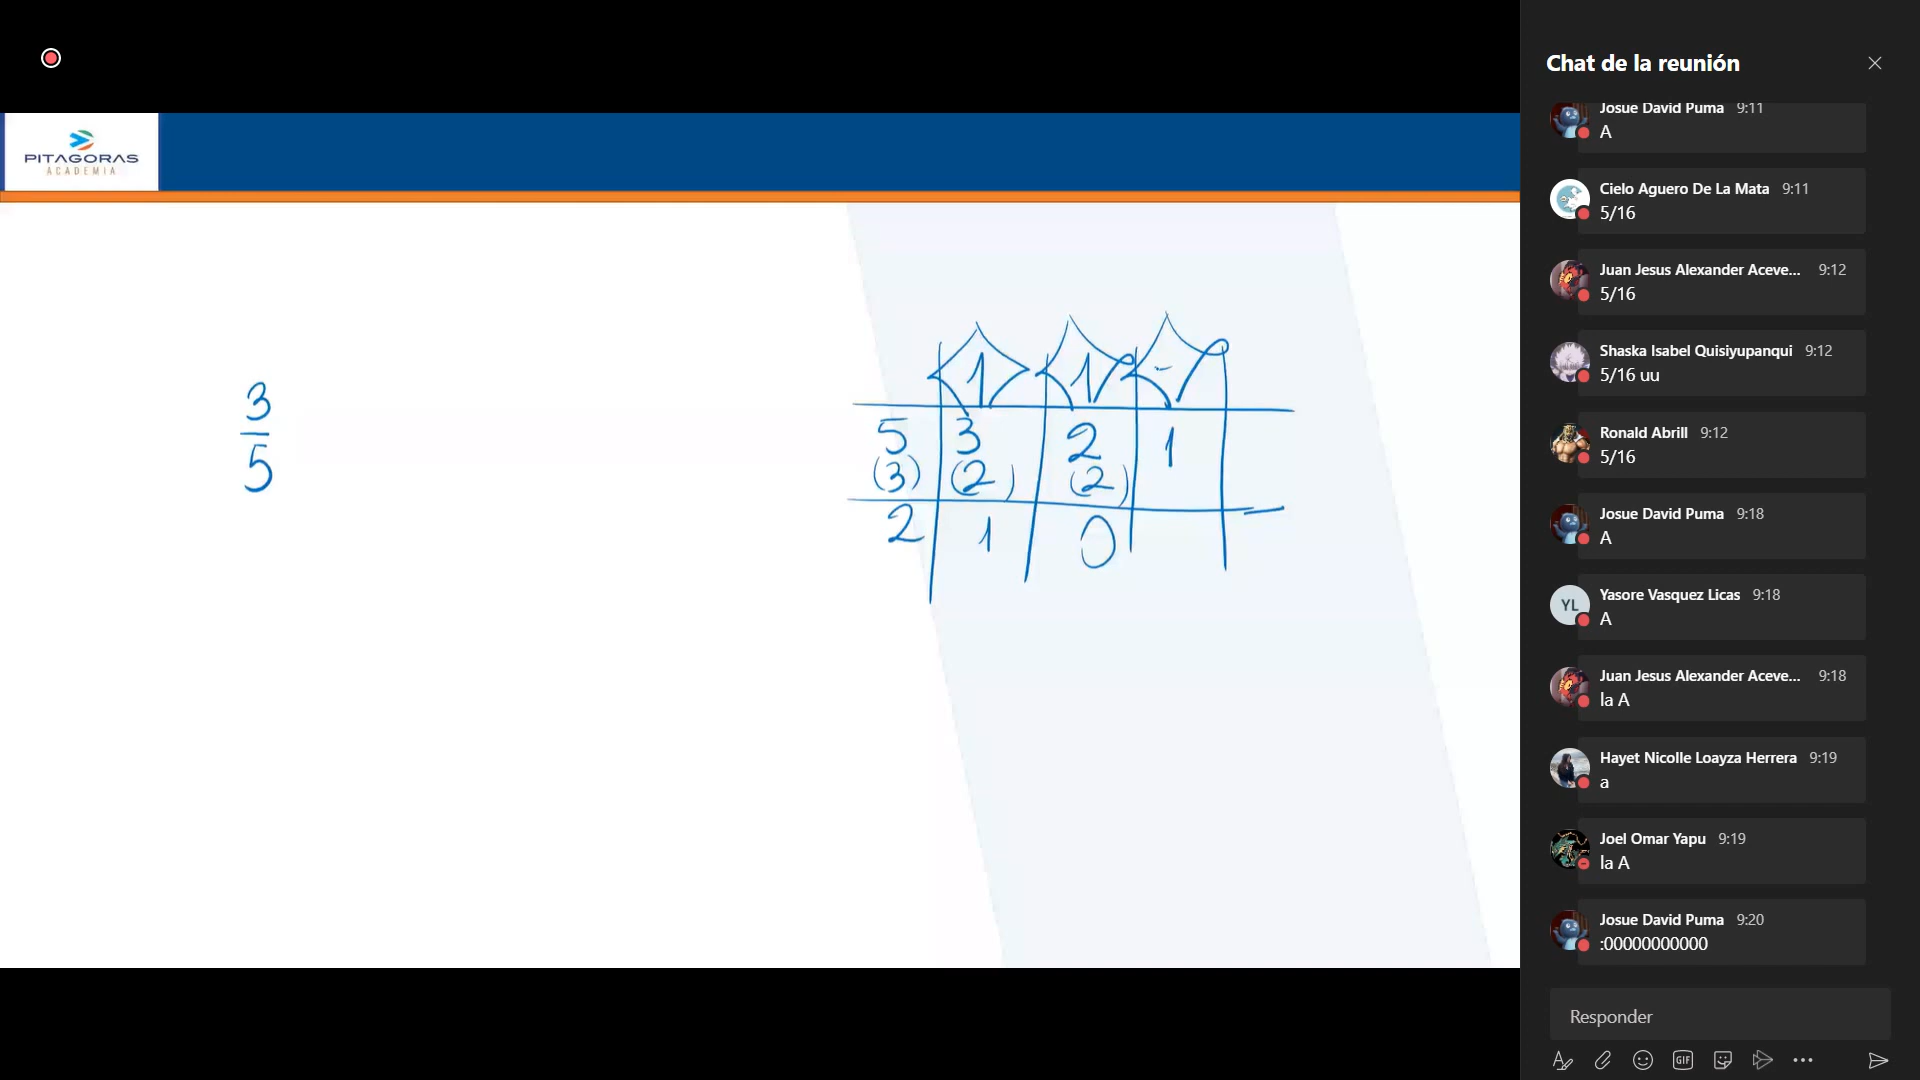 PITAGORAS
ACADEMIA
3
5
1 1 -
5 3 2 1
(3) (2) (2)
2 1 0
Chat de la reunión
Josue David Puma 9:11
A
Cielo Aguero De La Mata 9:11
5/16
Juan Jesus Alexander Aceve... 9:12
5/16
Shaska Isabel Quisiyupanqui 9:12
5/16 uu
Ronald Abrill 9:12
5/16
Josue David Puma 9:18
A
YL
Yasore Vasquez Licas 9:18
A
Juan Jesus Alexander Aceve... 9:18
la A
Hayet Nicolle Loayza Herrera 9:19
a
Joel Omar Yapu 9:19
la A
Josue David Puma 9:20
:00000000000
Responder
GIF